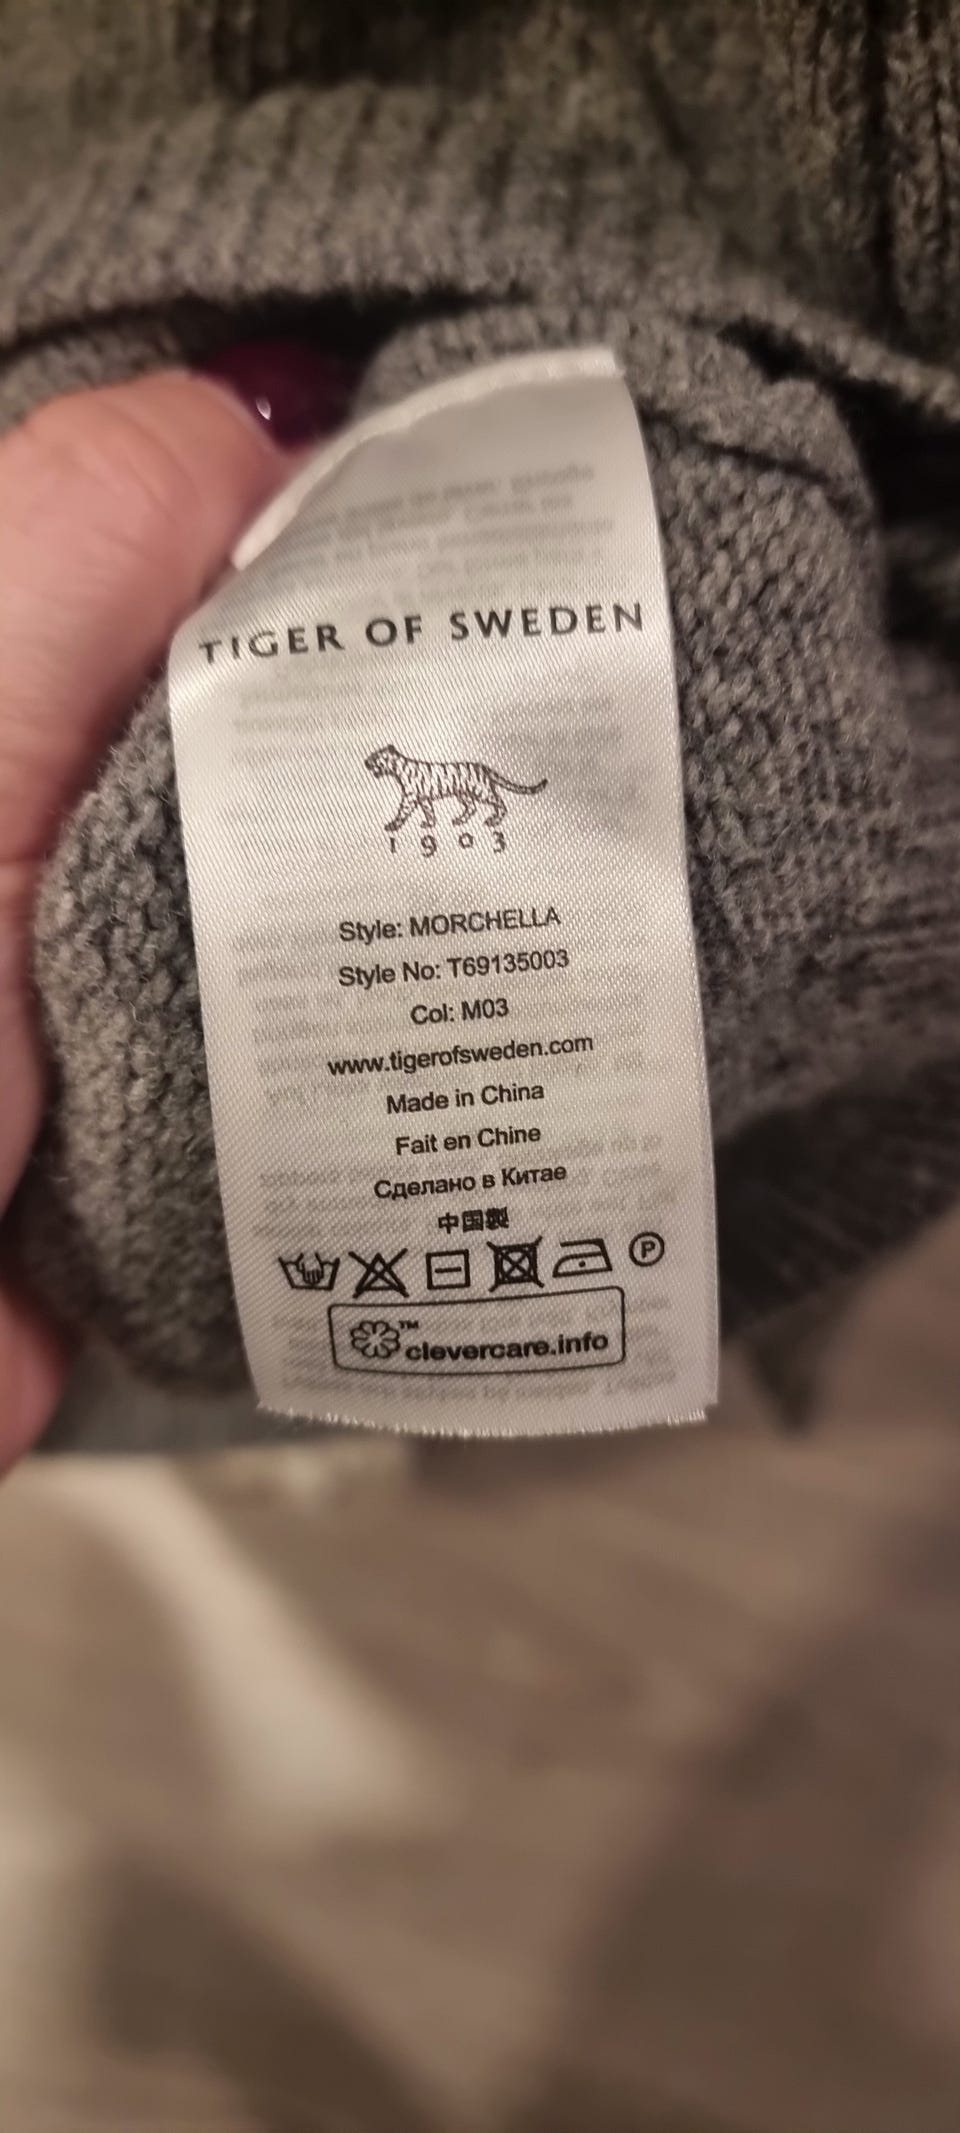 TIGER OF SWEDEN
1903
Style: MORCHELLA
Style No: T69135003
Col: M03
www.tigerofsweden.com
Made in China
Fait en Chine
Сделано в Китае
中国製
P
™ clevercare.info